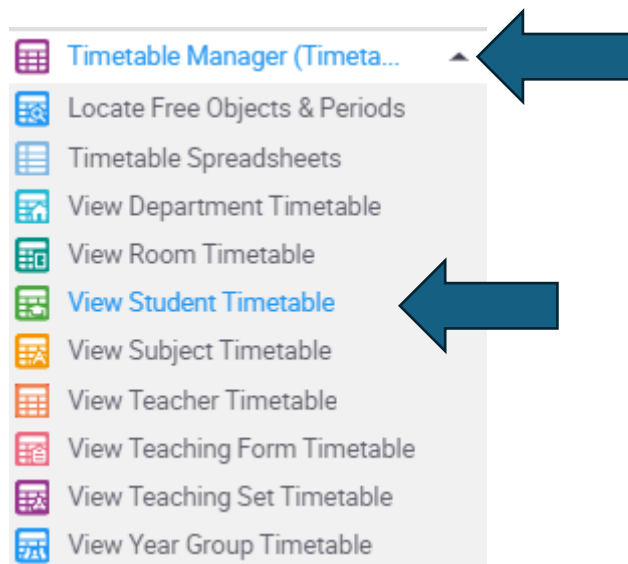 Timetable Manager (Timeta...
Locate Free Objects & Periods
Timetable Spreadsheets
View Department Timetable
View Room Timetable
View Student Timetable
View Subject Timetable
View Teacher Timetable
View Teaching Form Timetable
View Teaching Set Timetable
View Year Group Timetable